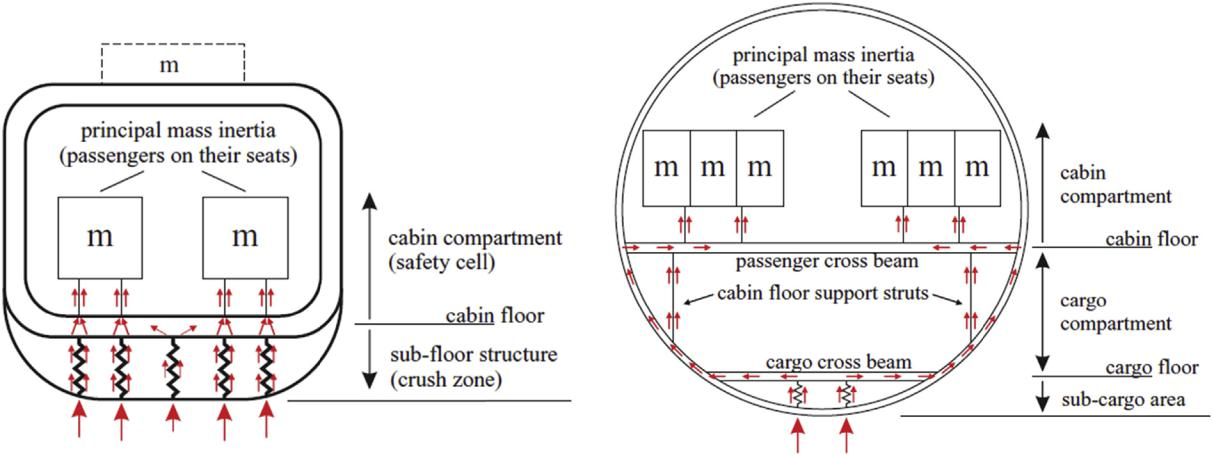 m
principal mass inertia
(passengers on their seats)
m
m
cabin compartment
(safety cell)
cabin floor
sub-floor structure
(crush zone)
principal mass inertia
(passengers on their seats)
m m m
m m m
cabin
compartment
cabin floor
passenger cross beam
cabin floor support struts
cargo
compartment
cargo cross beam
cargo floor
sub-cargo area